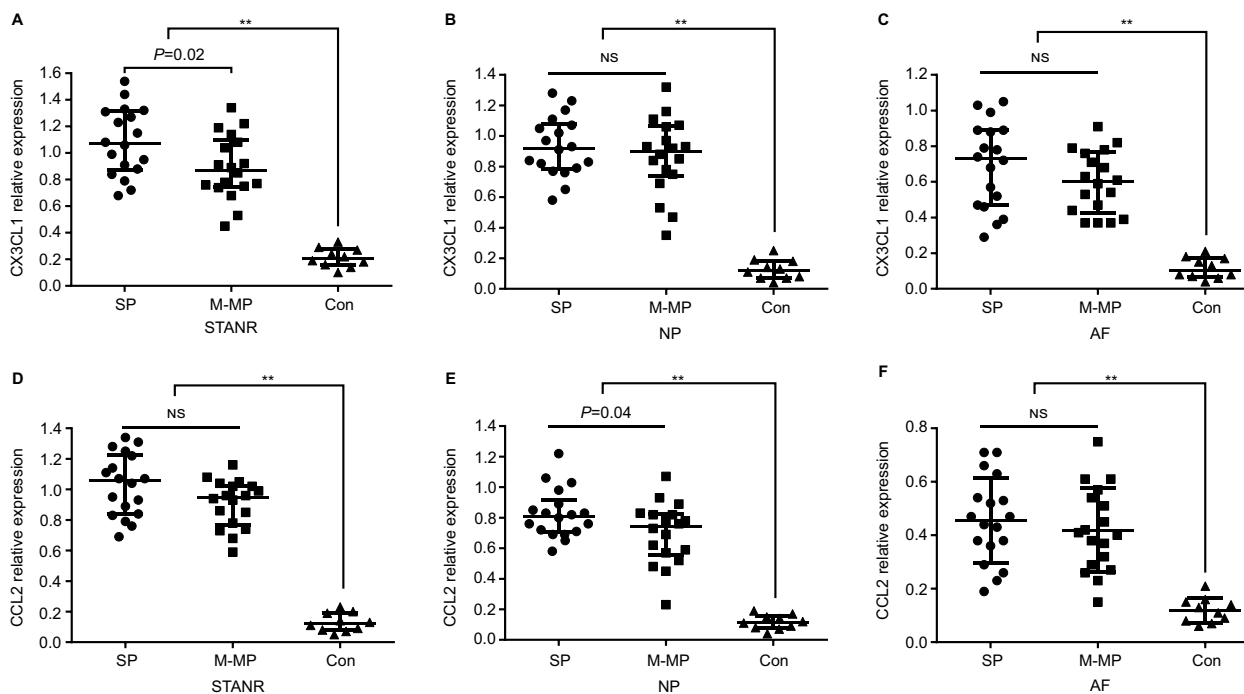 A
**
P=0.02
CX3CL1 relative expression
1.6
1.4
1.2
1.0
0.8
0.6
0.4
0.2
0.0
SP
M-MP
Con
STANR
B
**
NS
CX3CL1 relative expression
1.4
1.2
1.0
0.8
0.6
0.4
0.2
0.0
SP
M-MP
Con
NP
C
**
NS
CX3CL1 relative expression
1.2
1.0
0.8
0.6
0.4
0.2
0.0
SP
M-MP
Con
AF
D
**
NS
CCL2 relative expression
1.4
1.2
1.0
0.8
0.6
0.4
0.2
0.0
SP
M-MP
Con
STANR
E
**
P=0.04
CCL2 relative expression
1.4
1.2
1.0
0.8
0.6
0.4
0.2
0.0
SP
M-MP
Con
NP
F
**
NS
CCL2 relative expression
0.8
0.6
0.4
0.2
0.0
SP
M-MP
Con
AF